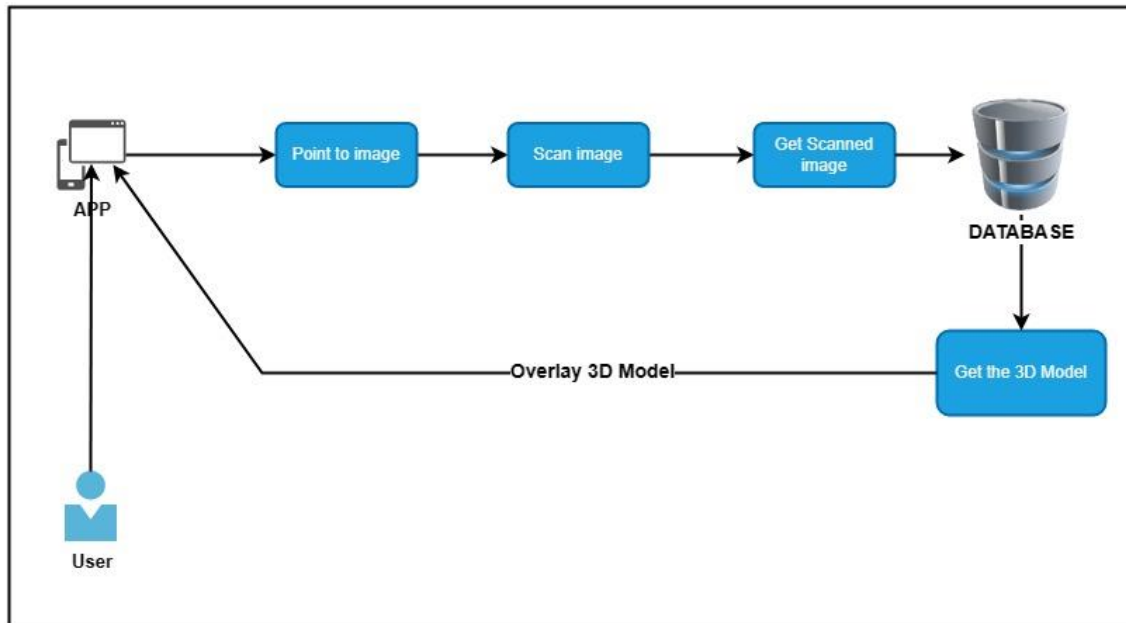 Point to image
Scan image
Get Scanned
image
APP
DATABASE
Get the 3D Model
Overlay 3D Model
User